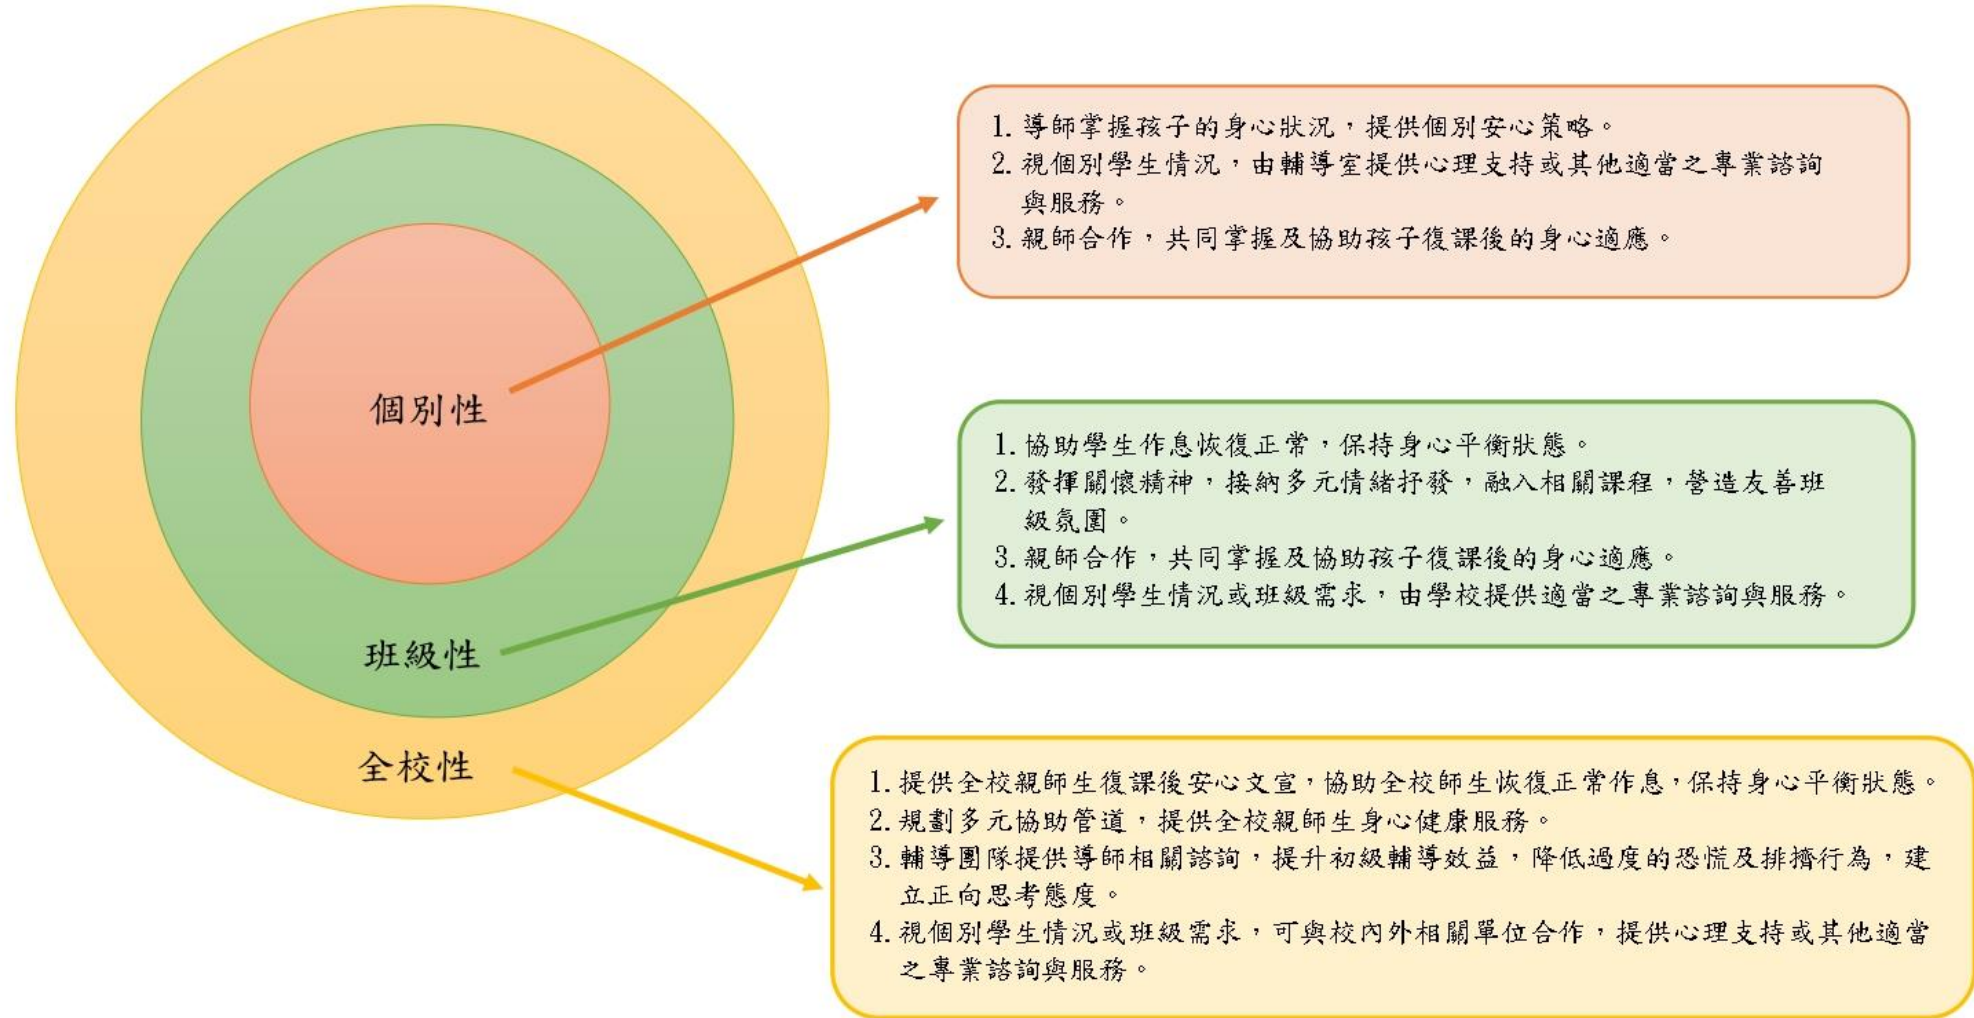 個別性
班級性
全校性
1. 導師掌握孩子的身心狀況，提供個別安心策略。
2. 視個別學生情況，由輔導室提供心理支持或其他適當之專業諮詢
與服務。
3. 親師合作，共同掌握及協助孩子復課後的身心適應。
1. 協助學生作息恢復正常，保持身心平衡狀態。
2. 發揮關懷精神，接納多元情緒抒發，融入相關課程，營造友善班
級氛圍。
3. 親師合作，共同掌握及協助孩子復課後的身心適應。
4. 視個別學生情況或班級需求，由學校提供適當之專業諮詢與服務。
1. 提供全校親師生復課後安心文宣，協助全校師生恢復正常作息，保持身心平衡狀態。
2. 規劃多元協助管道，提供全校親師生身心健康服務。
3. 輔導團隊提供導師相關諮詢，提升初級輔導效益，降低過度的恐慌及排擠行為，建
立正向思考態度。
4. 視個別學生情況或班級需求，可與校內外相關單位合作，提供心理支持或其他適當
之專業諮詢與服務。